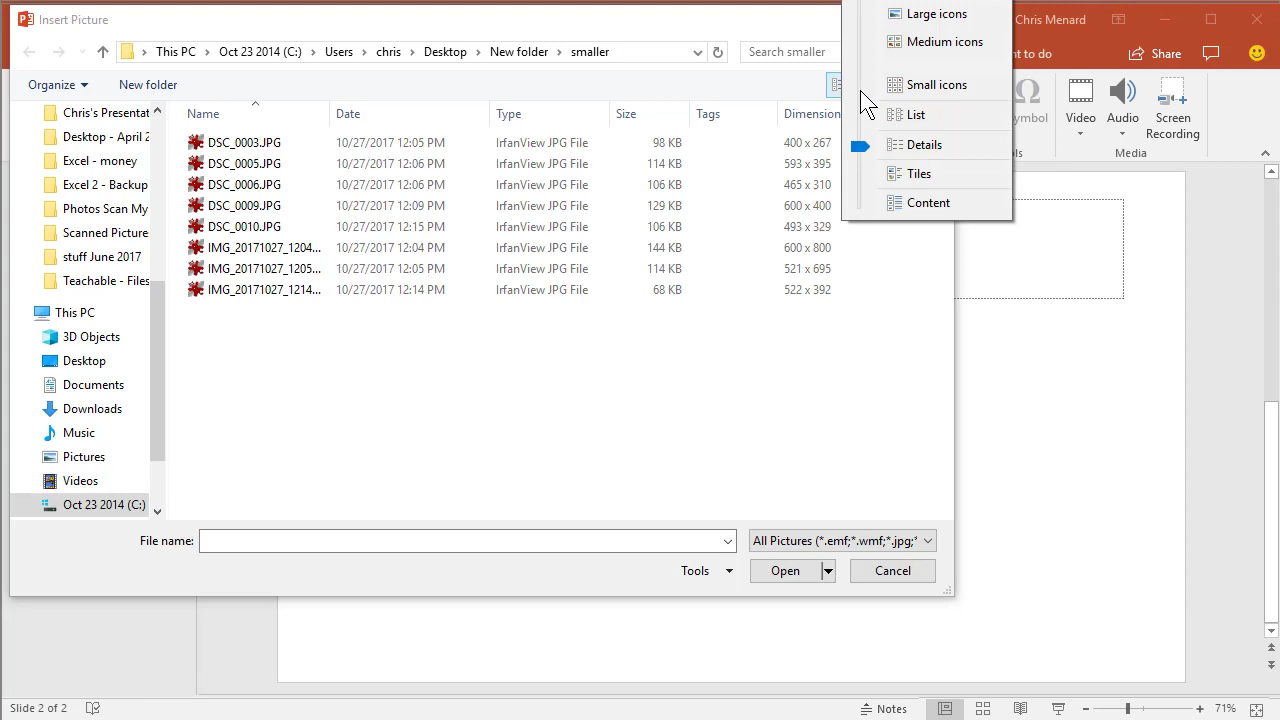 Insert Picture
Chris Menard
This PC > Oct 23 2014 (C:) > Users > chris > Desktop > New folder > smaller
Search smaller
nt to do
Share
Organize
New folder
Large icons
Medium icons
Small icons
List
Details
Tiles
Content
Ω
ymbol
Video
Audio
Screen
Recording
ls
Media
Chris's Presentat
Desktop - April 2
Excel - money
Excel 2 - Backup
Photos Scan My
Scanned Picture
stuff June 2017
Teachable - Files
This PC
3D Objects
Desktop
Documents
Downloads
Music
Pictures
Videos
Oct 23 2014 (C:)
Name Date Type Size Tags Dimension
DSC_0003.JPG 10/27/2017 12:05 PM IrfanView JPG File 98 KB 400 x 267
DSC_0005.JPG 10/27/2017 12:06 PM IrfanView JPG File 114 KB 593 x 395
DSC_0006.JPG 10/27/2017 12:06 PM IrfanView JPG File 106 KB 465 x 310
DSC_0009.JPG 10/27/2017 12:09 PM IrfanView JPG File 129 KB 600 x 400
DSC_0010.JPG 10/27/2017 12:15 PM IrfanView JPG File 106 KB 493 x 329
IMG_20171027_1204... 10/27/2017 12:04 PM IrfanView JPG File 144 KB 600 x 800
IMG_20171027_1205... 10/27/2017 12:05 PM IrfanView JPG File 114 KB 521 x 695
IMG_20171027_1214... 10/27/2017 12:14 PM IrfanView JPG File 68 KB 522 x 392
File name:
All Pictures (*.emf;*.wmf;*.jpg;*
Tools
Open
Cancel
Slide 2 of 2
Notes
71%